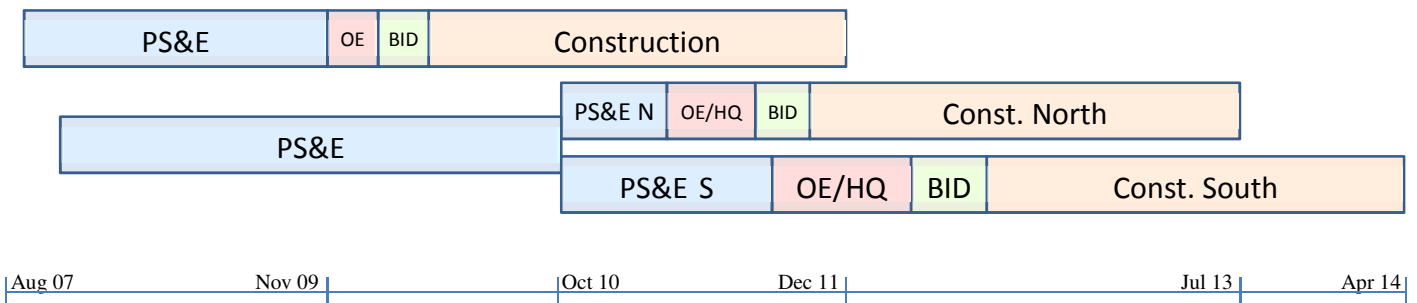 PS&E OE BID Construction
PS&E N OE/HQ BID Const. North
PS&E
PS&E S OE/HQ BID Const. South
Aug 07 Nov 09 Oct 10 Dec 11 Jul 13 Apr 14